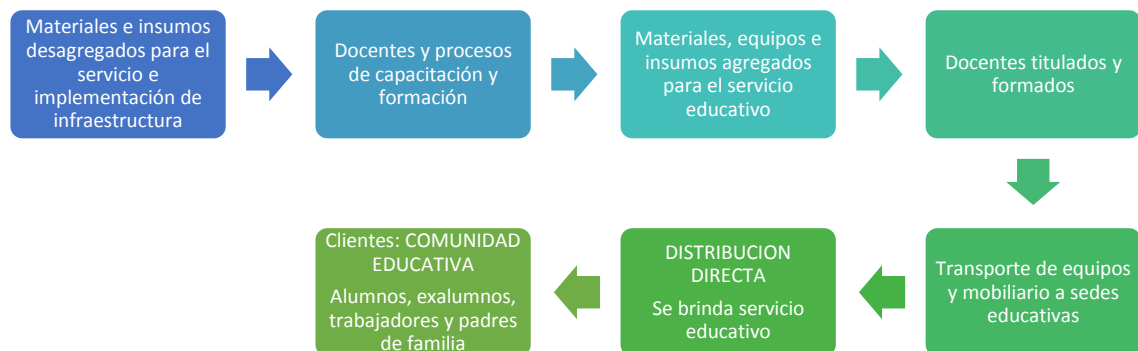 Materiales e insumos
desagregados para el
servicio e
implementación de
infraestructura
Docentes y procesos
de capacitación y
formación
Materiales, equipos e
insumos agregados
para el servicio
educativo
Docentes titulados y
formados
Transporte de equipos
y mobiliario a sedes
educativas
DISTRIBUCION
DIRECTA
Se brinda servicio
educativo
Clientes: COMUNIDAD
EDUCATIVA
Alumnos, exalumnos,
trabajadores y padres
de familia